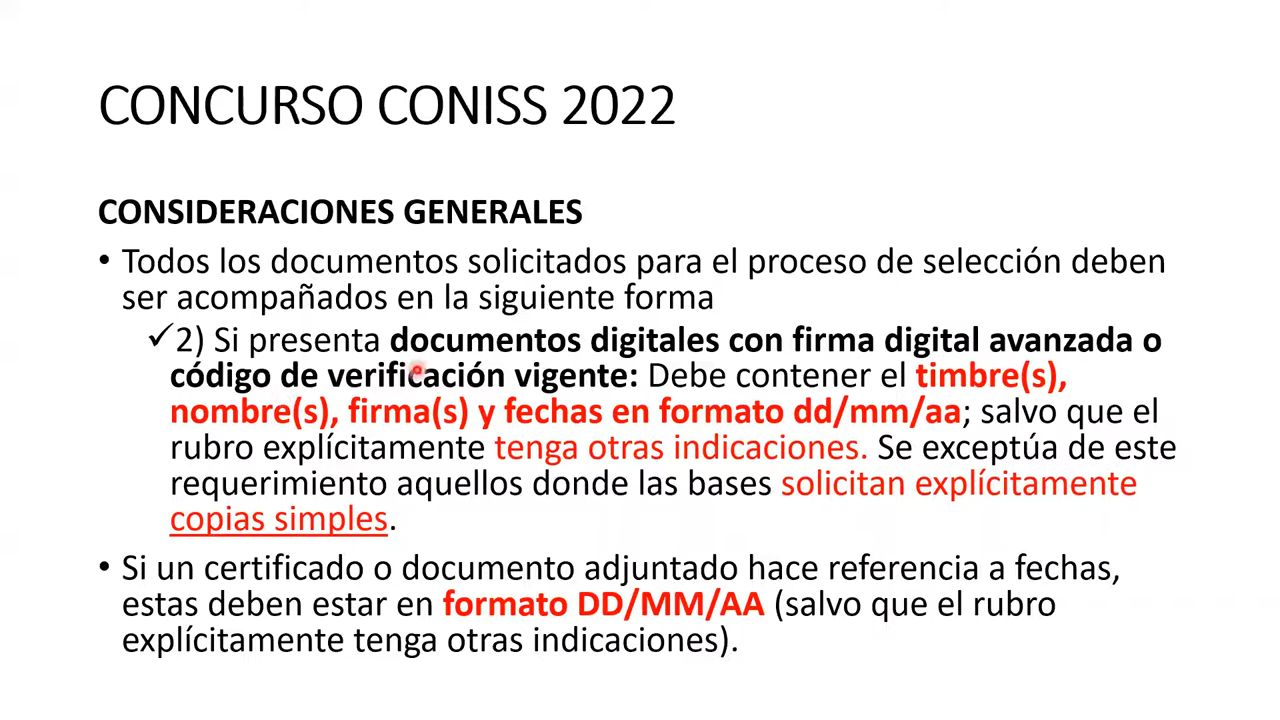 CONCURSO CONISS 2022
CONSIDERACIONES GENERALES
• Todos los documentos solicitados para el proceso de selección deben
ser acompañados en la siguiente forma
✓2) Si presenta documentos digitales con firma digital avanzada o
código de verificación vigente: Debe contener el timbre(s),
nombre(s), firma(s) y fechas en formato dd/mm/aa; salvo que el
rubro explícitamente tenga otras indicaciones. Se exceptúa de este
requerimiento aquellos donde las bases solicitan explícitamente
copias simples.
• Si un certificado o documento adjuntado hace referencia a fechas,
estas deben estar en formato DD/MM/AA (salvo que el rubro
explícitamente tenga otras indicaciones).